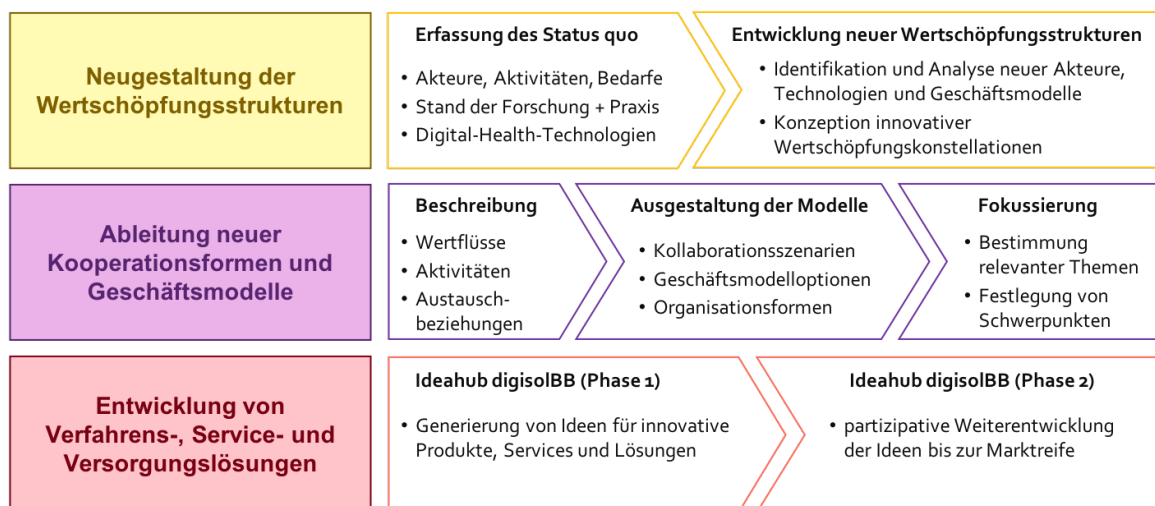 Neugestaltung der
Wertschöpfungsstrukturen
Erfassung des Status quo
• Akteure, Aktivitäten, Bedarfe
• Stand der Forschung + Praxis
• Digital-Health-Technologien
Entwicklung neuer Wertschöpfungsstrukturen
• Identifikation und Analyse neuer Akteure,
Technologien und Geschäftsmodelle
• Konzeption innovativer
Wertschöpfungskonstellationen
Ableitung neuer
Kooperationsformen und
Geschäftsmodelle
Beschreibung
• Wertflüsse
• Aktivitäten
• Austausch-
beziehungen
Ausgestaltung der Modelle
• Kollaborationsszenarien
• Geschäftsmodelloptionen
• Organisationsformen
Fokussierung
• Bestimmung
relevanter Themen
• Festlegung von
Schwerpunkten
Entwicklung von
Verfahrens-, Service- und
Versorgungslösungen
Ideahub digisolBB (Phase 1)
• Generierung von Ideen für innovative
Produkte, Services und Lösungen
Ideahub digisolBB (Phase 2)
• partizipative Weiterentwicklung
der Ideen bis zur Marktreife